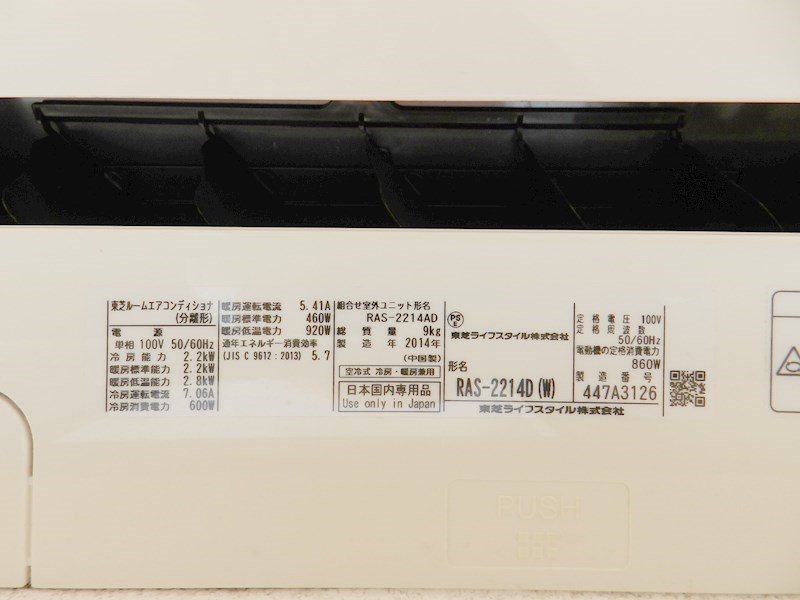 東芝ルームエアコンディショナ
(分離形)
電源
単相 100V 50/60Hz
冷房能力 2.2kW
暖房標準能力 2.2kW
暖房低温能力 2.8kW
冷房運転電流 7.06A
冷房消費電力 600W
暖房運転電流 5.41A
暖房標準電力 460W
暖房低温電力 920W
通年エネルギー消費効率
(JIS C 9612:2013) 5.7
組合せ室外ユニット形名
RAS-2214AD
総質量 9kg
製造年 2014年
(中国製)
空冷式 冷房・暖房兼用
日本国内専用品
Use only in Japan
PSE
東芝ライフスタイル株式会社
形名
RAS-2214D(W)
定格電圧 100V
定格周波数
50/60Hz
電動機の定格消費電力
860W
製造番号
447A3126
東芝ライフスタイル株式会社
PUSH